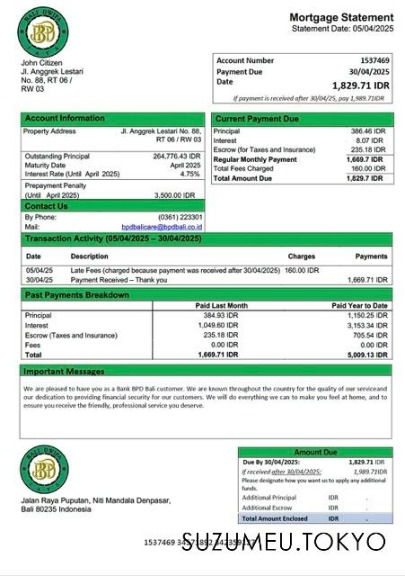 BALI DWIPA
BPD
JAYA
Mortgage Statement
Statement Date: 05/04/2025
John Citizen
Jl. Anggrek Lestari
No. 88, RT 06 /
RW 03
Account Number 1537469
Payment Due 30/04/2025
Date 1,829.71 IDR
if payment is received after 30/04/25, pay 1,989.71IDR
Account Information
Property Address Jl. Anggrek Lestari No. 88,
RT 06 / RW 03
Outstanding Principal 264,776.43 IDR
Maturity Date April 2025
Interest Rate (Until April 2025) 4.75%
Prepayment Penalty
(Until April 2025) 3,500.00 IDR
Contact Us
By Phone: (0361) 223301
Mail: bpdbalicare@bpdbali.co.id
Current Payment Due
Principal 386.46 IDR
Interest 8.07 IDR
Escrow (for Taxes and Insurance) 235.18 IDR
Regular Monthly Payment 1,669.7 IDR
Total Fees Charged 160.00 IDR
Total Amount Due 1,829.7 IDR
Transaction Activity (05/04/2025 – 30/04/2025)
Date Description Charges Payments
05/04/25 Late Fees (charged because payment was received after 30/04/2025) 160.00 IDR
30/04/25 Payment Received – Thank you 1,669.71 IDR
Past Payments Breakdown
Paid Last Month Paid Year to Date
Principal 384.93 IDR 1,150.25 IDR
Interest 1,049.60 IDR 3,153.34 IDR
Escrow (Taxes and Insurance) 235.18 IDR 705.54 IDR
Fees 0.00 IDR 0.00 IDR
Total 1,669.71 IDR 5,009.13 IDR
Important Messages
We are pleased to have you as a Bank BPD Bali customer. We are known throughout the country for the quality of our serviceand
our dedication to providing financial security for our customers. We will do everything we can to make you feel at home, and to
ensure you receive the friendly, professional service you deserve.
BALI DWIPA
BPD
JAYA
Jalan Raya Puputan, Niti Mandala Denpasar,
Bali 80235 Indonesia
Amount Due
Due By 30/04/2025: 1,829.71 IDR
if received after 30/04/2025: 1,989.71IDR
Please designate how you want us to apply any additional
funds.
Additional Principal IDR .
Additional Escrow IDR .
Total Amount Enclosed IDR .
1537469
SUZUMEU.TOKYO